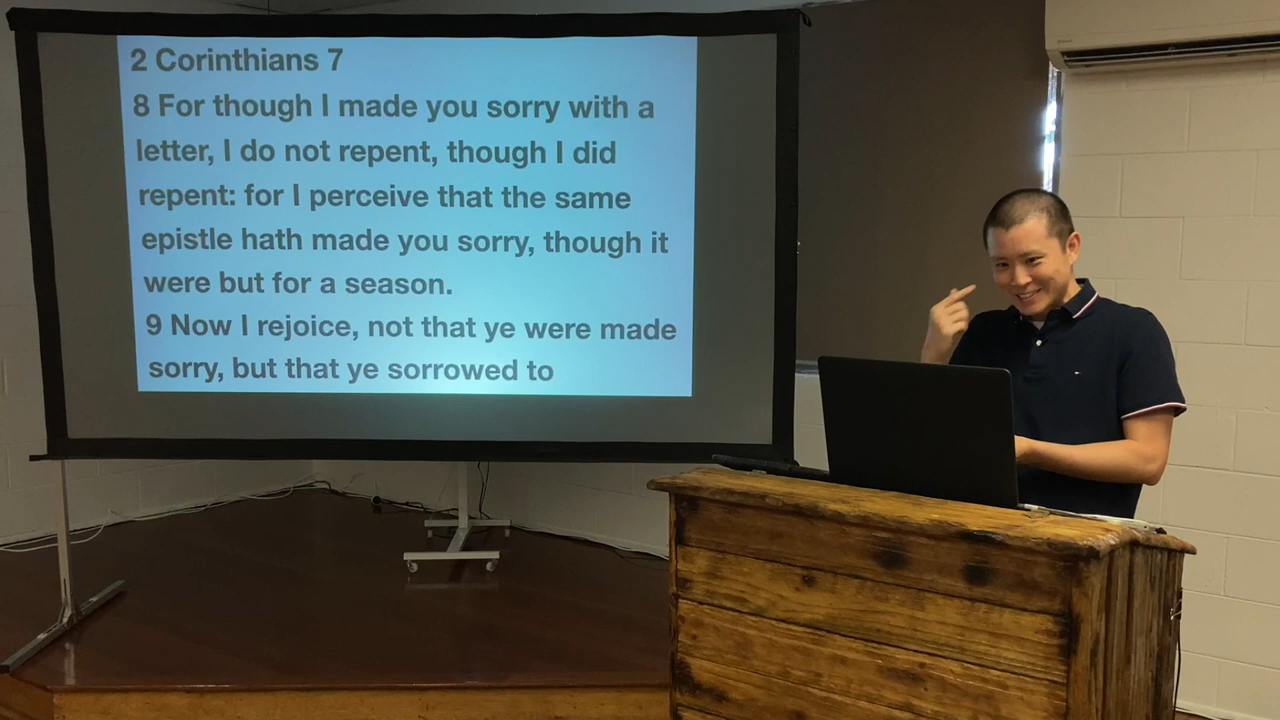 2 Corinthians 7
8 For though I made you sorry with a
letter, I do not repent, though I did
repent: for I perceive that the same
epistle hath made you sorry, though it
were but for a season.
9 Now I rejoice, not that ye were made
sorry, but that ye sorrowed to